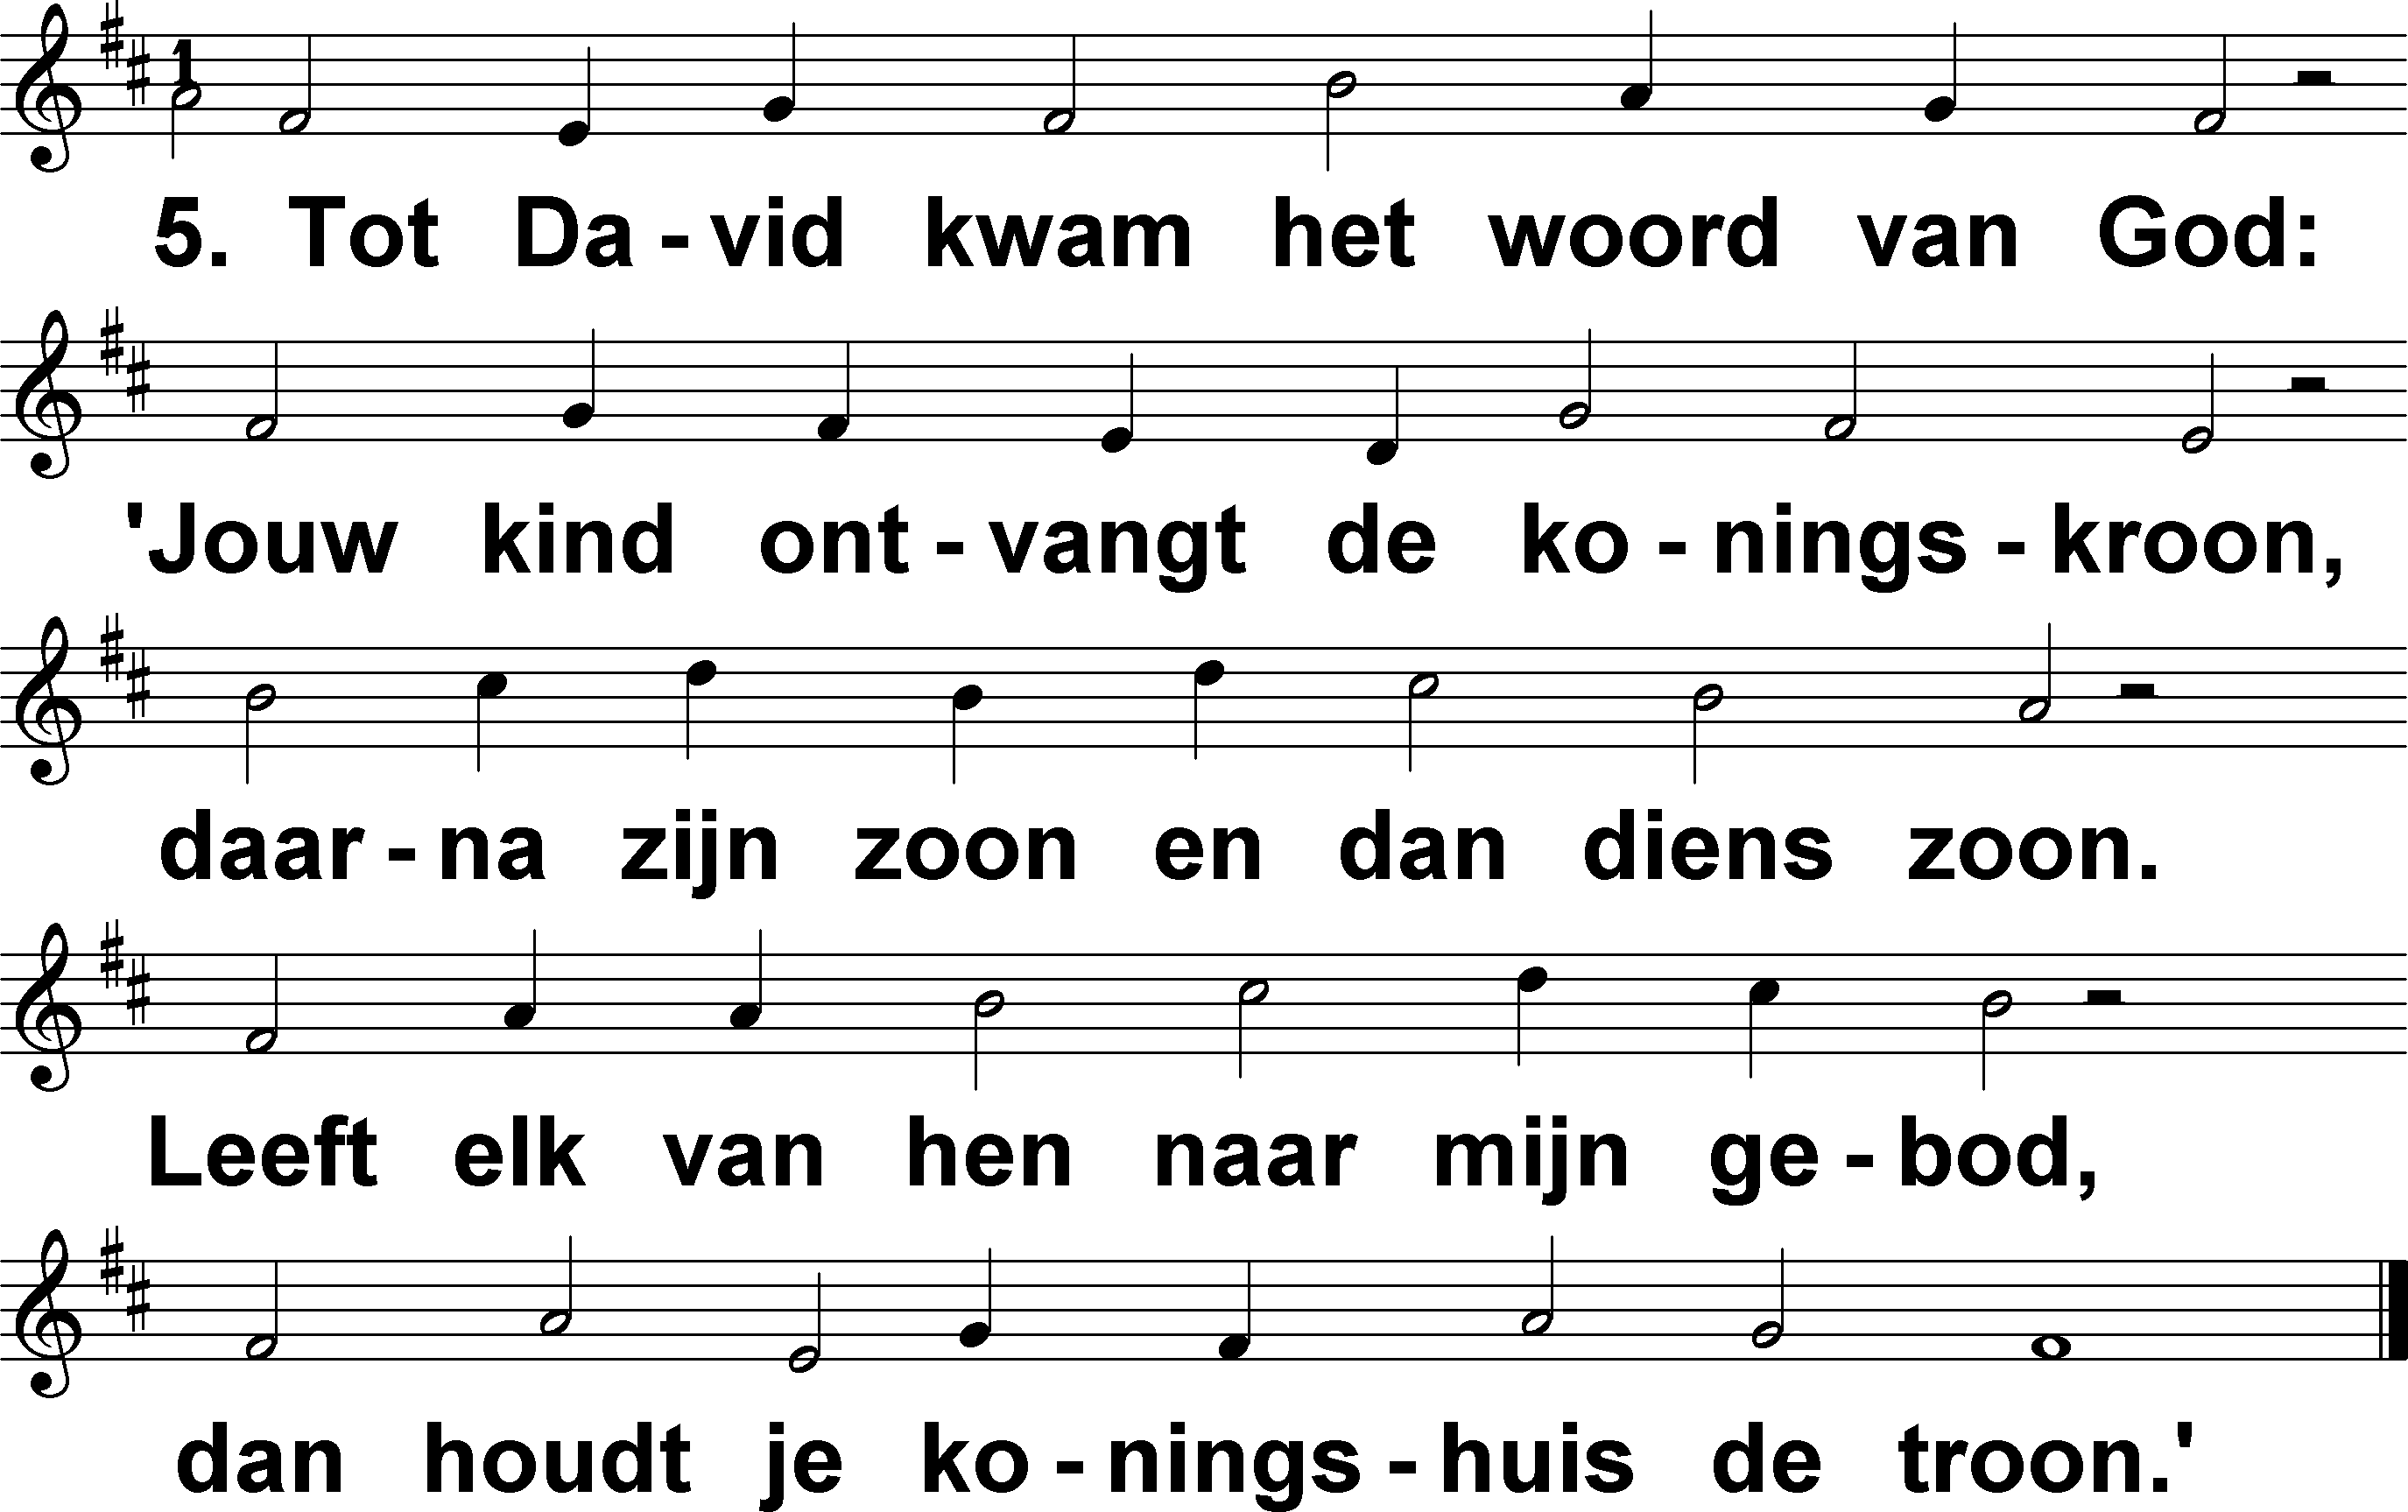 1
5. Tot Da-vid kwam het woord van God:
'Jouw kind ont-vangt de ko-nings-kroon,
daar-na zijn zoon en dan diens zoon.
Leeft elk van hen naar mijn ge-bod,
dan houdt je ko-nings-huis de troon.'